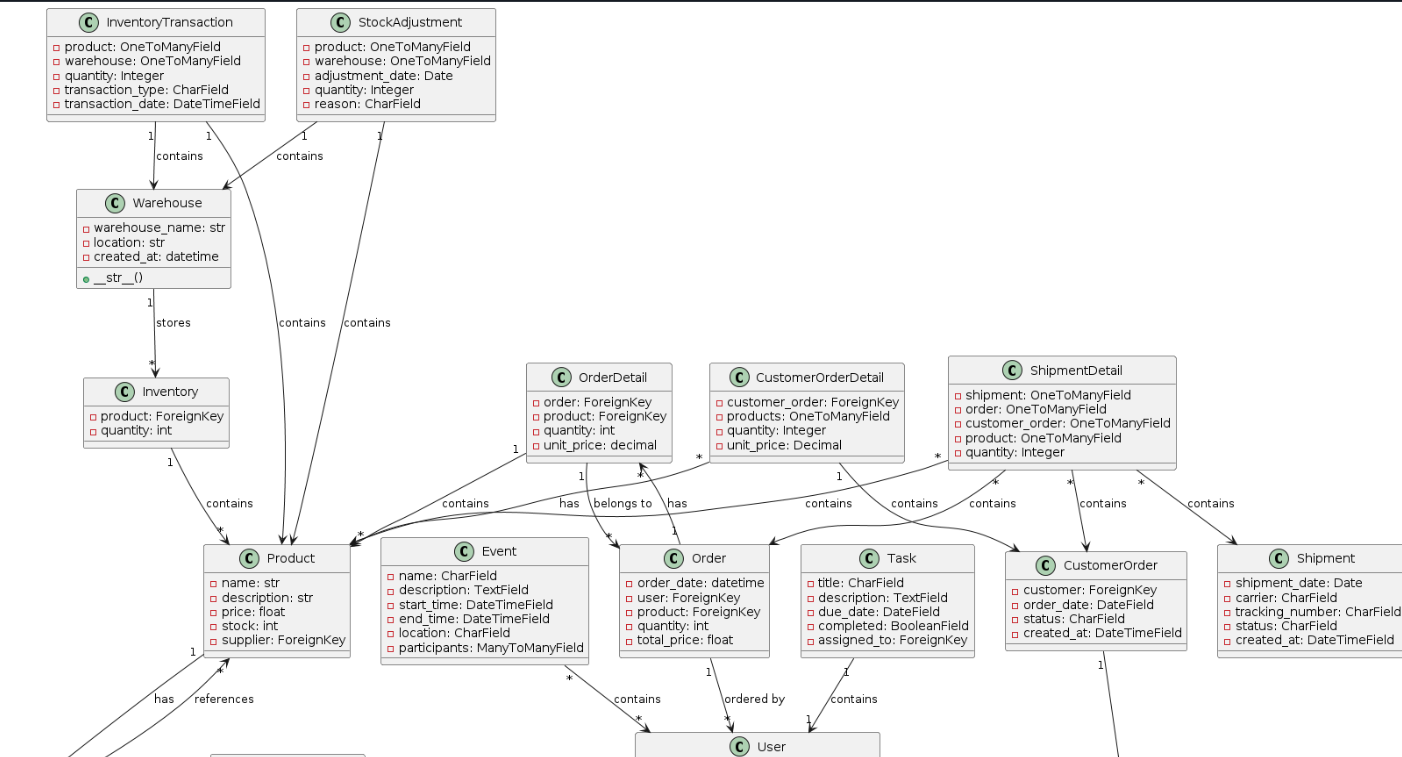 InventoryTransaction
product: OneToManyField
warehouse: OneToManyField
quantity: Integer
transaction_type: CharField
transaction_date: DateTimeField
StockAdjustment
product: OneToManyField
warehouse: OneToManyField
adjustment_date: Date
quantity: Integer
reason: CharField
1
1
1
1
contains
contains
Warehouse
warehouse_name: str
location: str
created_at: datetime
__str__()
1
stores
contains
contains
*
Inventory
product: ForeignKey
quantity: int
OrderDetail
order: ForeignKey
product: ForeignKey
quantity: int
unit_price: decimal
CustomerOrderDetail
customer_order: ForeignKey
products: OneToManyField
quantity: Integer
unit_price: Decimal
ShipmentDetail
shipment: OneToManyField
order: OneToManyField
customer_order: OneToManyField
product: OneToManyField
quantity: Integer
1
1
*
*
1
*
1
*
*
*
contains
contains
has
belongs to
has
contains
contains
contains
contains
contains
*
*
*
1
Product
name: str
description: str
price: float
stock: int
supplier: ForeignKey
Event
name: CharField
description: TextField
start_time: DateTimeField
end_time: DateTimeField
location: CharField
participants: ManyToManyField
Order
order_date: datetime
user: ForeignKey
product: ForeignKey
quantity: int
total_price: float
Task
title: CharField
description: TextField
due_date: DateField
completed: BooleanField
assigned_to: ForeignKey
CustomerOrder
customer: ForeignKey
order_date: DateField
status: CharField
created_at: DateTimeField
Shipment
shipment_date: Date
carrier: CharField
tracking_number: CharField
status: CharField
created_at: DateTimeField
1
*
*
1
1
1
has
references
contains
ordered by
contains
*
*
1
User